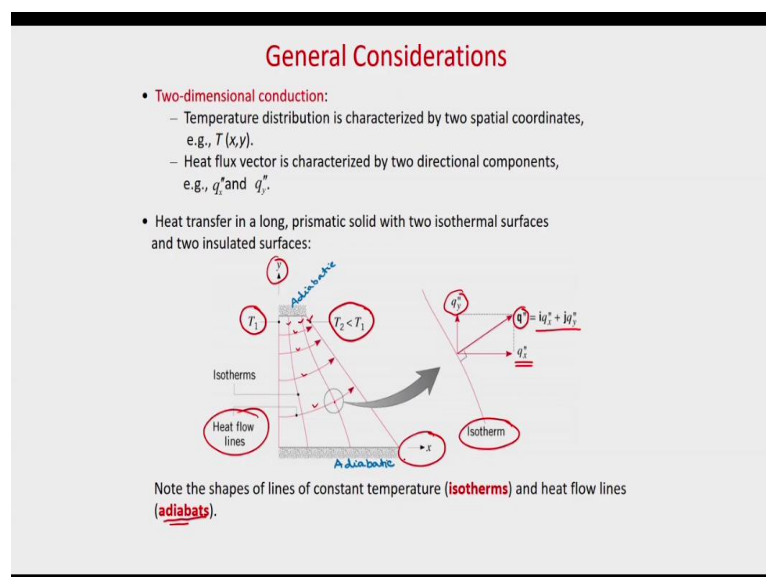 General Considerations
• Two-dimensional conduction:
– Temperature distribution is characterized by two spatial coordinates,
e.g., T (x,y).
– Heat flux vector is characterized by two directional components,
e.g., q″x and q″y.
• Heat transfer in a long, prismatic solid with two isothermal surfaces
and two insulated surfaces:
y
Adiabatic
T1
T2 < T1
q″y
q″ = iq″x + jq″y
q″x
Isotherms
Heat flow
lines
Isotherm
x
Adiabatic
Note the shapes of lines of constant temperature (isotherms) and heat flow lines
(adiabats).